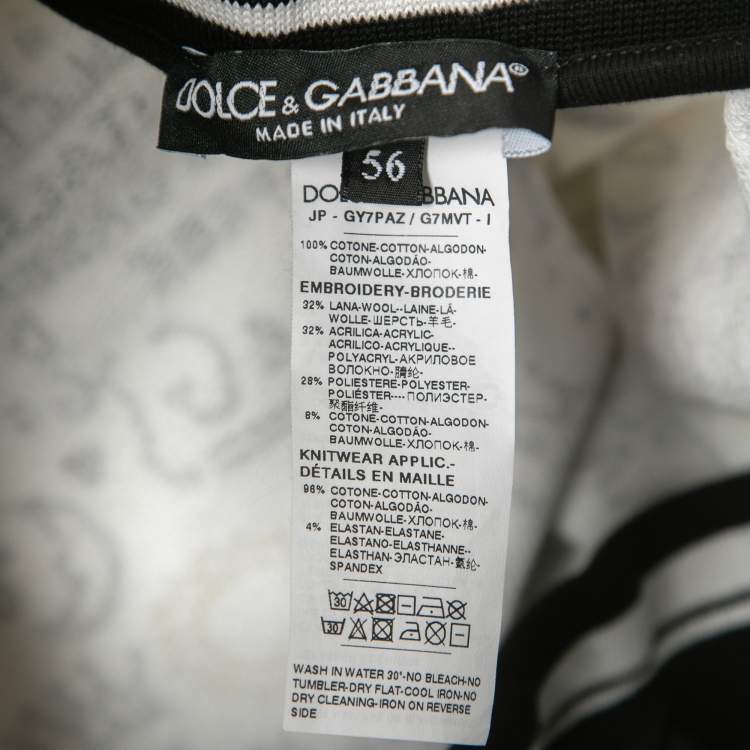 DOLCE & GABBANA®
MADE IN ITALY
56
JP - GY7PAZ / G7MVT - I
100% COTONE-COTTON-ALGODON-
COTON-ALGODÃO-
BAUMWOLLE-ХЛОПОК-棉-
EMBROIDERY-BRODERIE
32% LANA-WOOL--LAINE-LÃ-
WOLLE-ШЕРСТЬ-羊毛-
32% ACRILICA-ACRYLIC-
ACRILICO-ACRYLIQUE--
POLYACRYL-АКРИЛОВОЕ
ВОЛОКНО-腈纶-
28% POLIESTERE-POLYESTER-
POLIÉSTER----ПОЛИЭСТЕР-
聚酯纤维-
8% COTONE-COTTON-ALGODON-
COTON-ALGODÃO-
BAUMWOLLE-ХЛОПОК-棉-
KNITWEAR APPLIC.-
DÉTAILS EN MAILLE
96% COTONE-COTTON-ALGODON-
COTON-ALGODÃO-
BAUMWOLLE-ХЛОПОК-棉-
4% ELASTAN-ELASTANE-
ELASTANO-ELASTHANNE--
ELASTHAN-ЭЛАСТАН-氨纶-
SPANDEX
30
30
WASH IN WATER 30°-NO BLEACH-NO
TUMBLER-DRY FLAT-COOL IRON-NO
DRY CLEANING-IRON ON REVERSE
SIDE